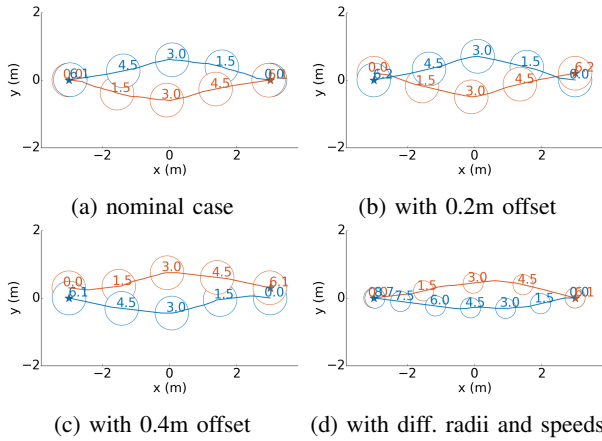 2
3.0
4.5 1.5
0.0 6.1
y (m)
0
1.5 4.5
3.0
−2
−2 0 2
x (m)
(a) nominal case
2
3.0
4.5 1.5
0.0 6.2
y (m)
0
6.2 0.0
1.5 4.5
3.0
−2
−2 0 2
x (m)
(b) with 0.2m offset
2
3.0
1.5 4.5
0.0 6.1
y (m)
0
6.1 0.0
4.5 1.5
3.0
−2
−2 0 2
x (m)
(c) with 0.4m offset
2
3.0
1.5 4.5
0.0
y (m)
0
7.5 6.0 4.5 3.0 1.5
6.1
−2
−2 0 2
x (m)
(d) with diff. radii and speeds